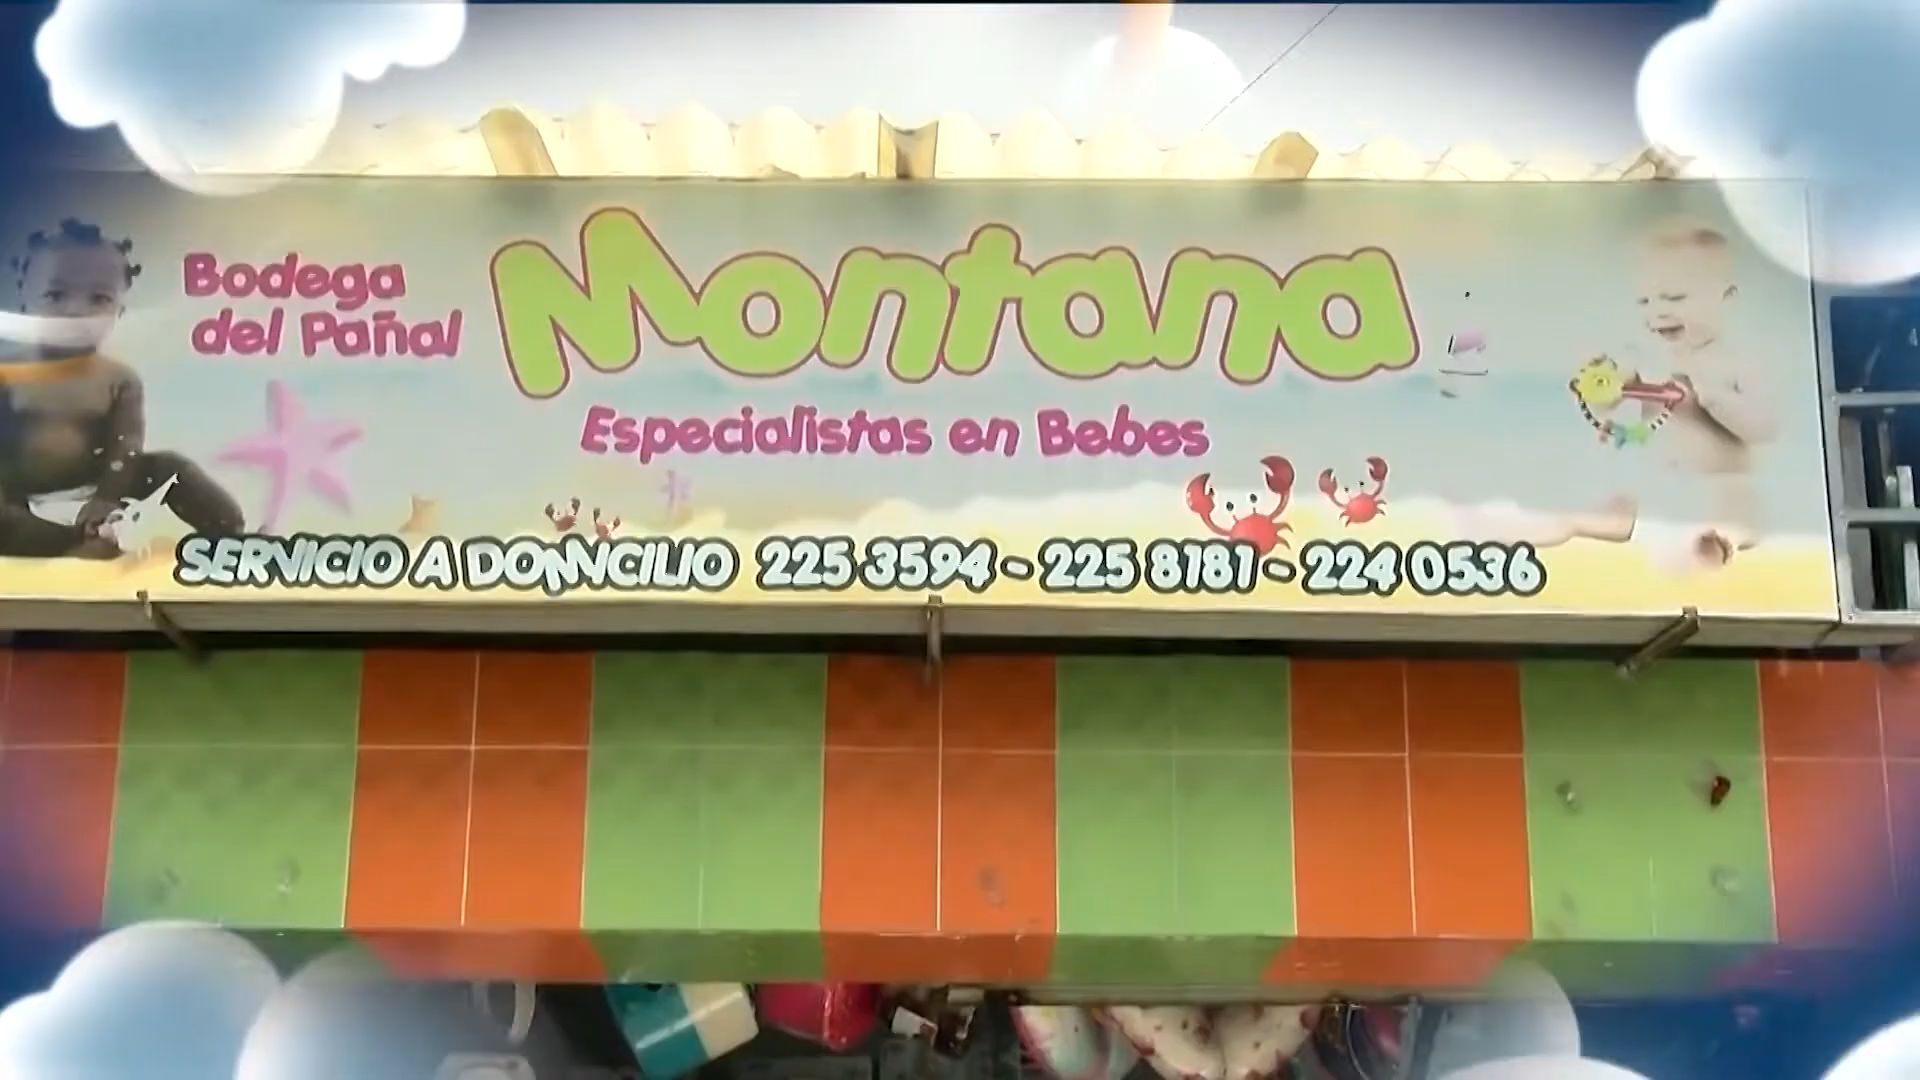 Bodega
del Pañal
Montana
Especialistas en Bebes
SERVICIO A DOMICILIO 225 3594 - 225 8181 - 224 0536